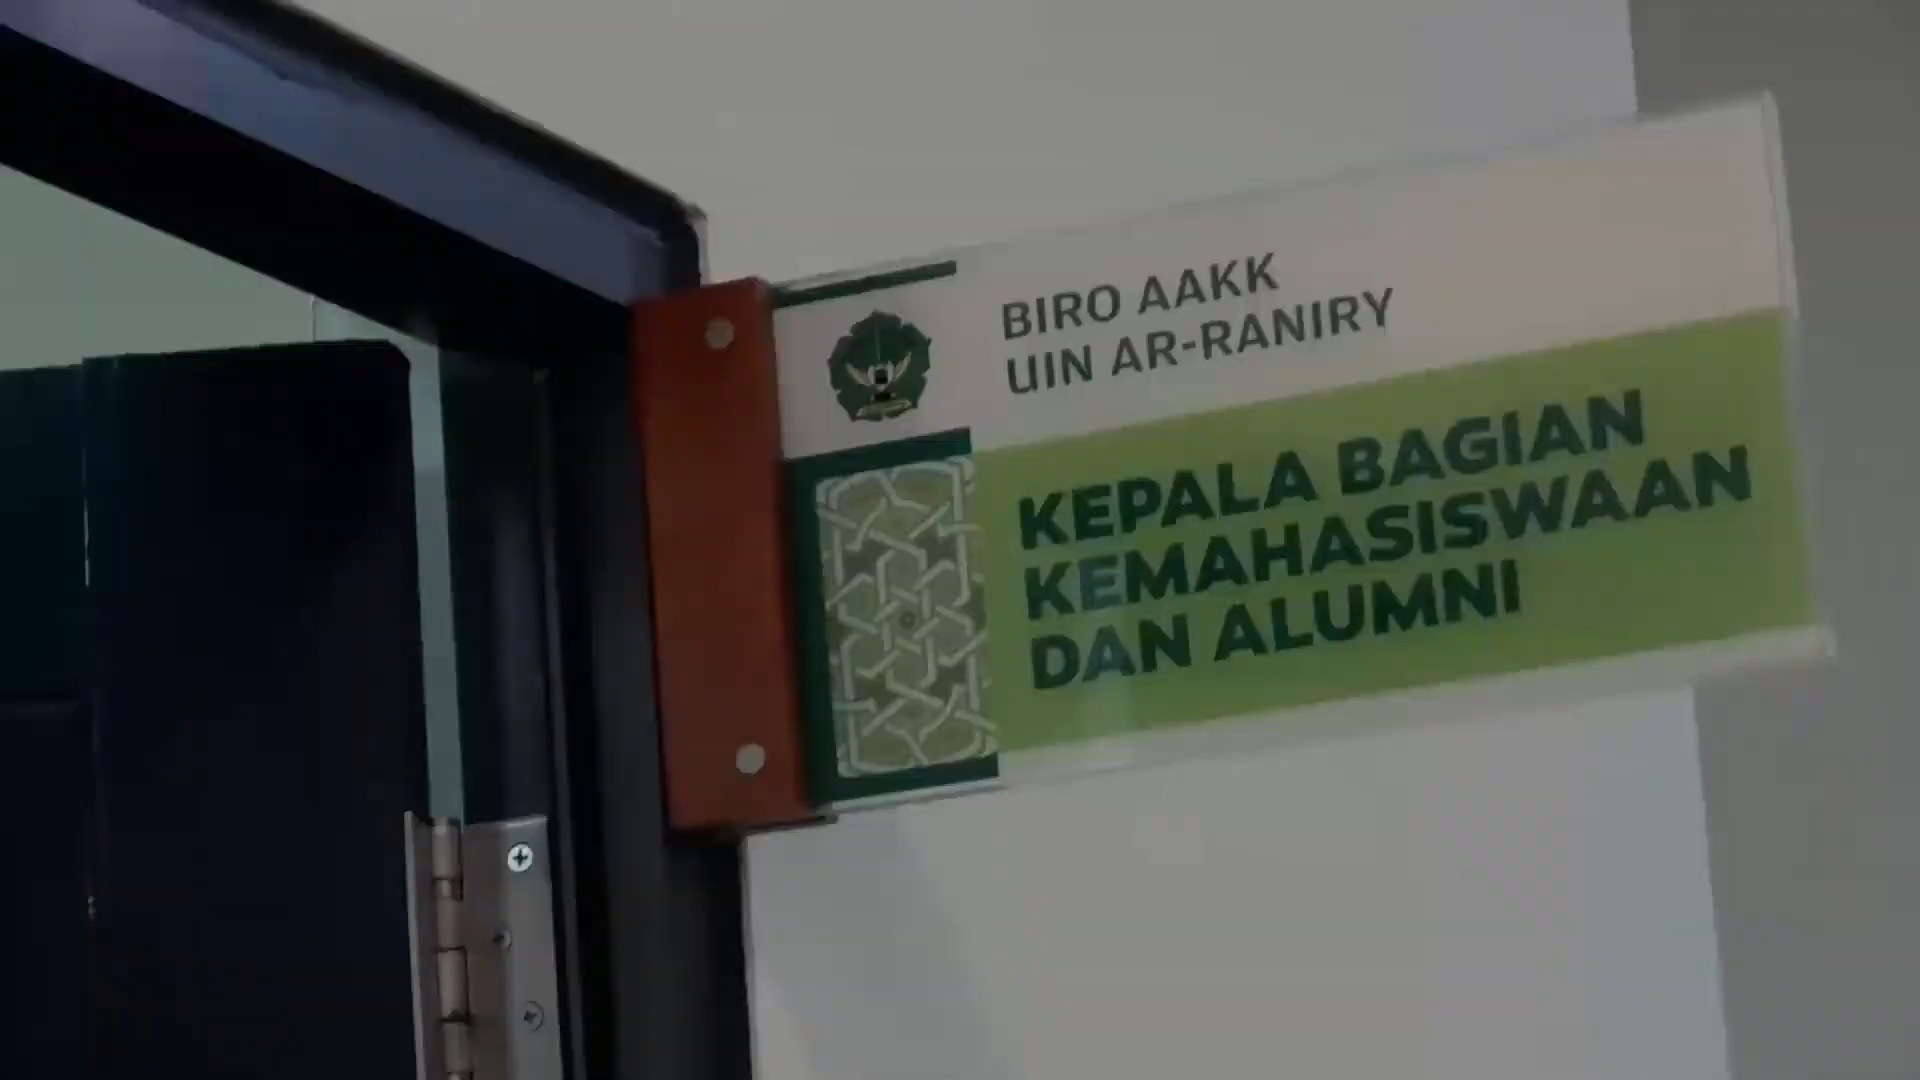 BIRO AAKK
UIN AR-RANIRY
KEPALA BAGIAN
KEMAHASISWAAN
DAN ALUMNI